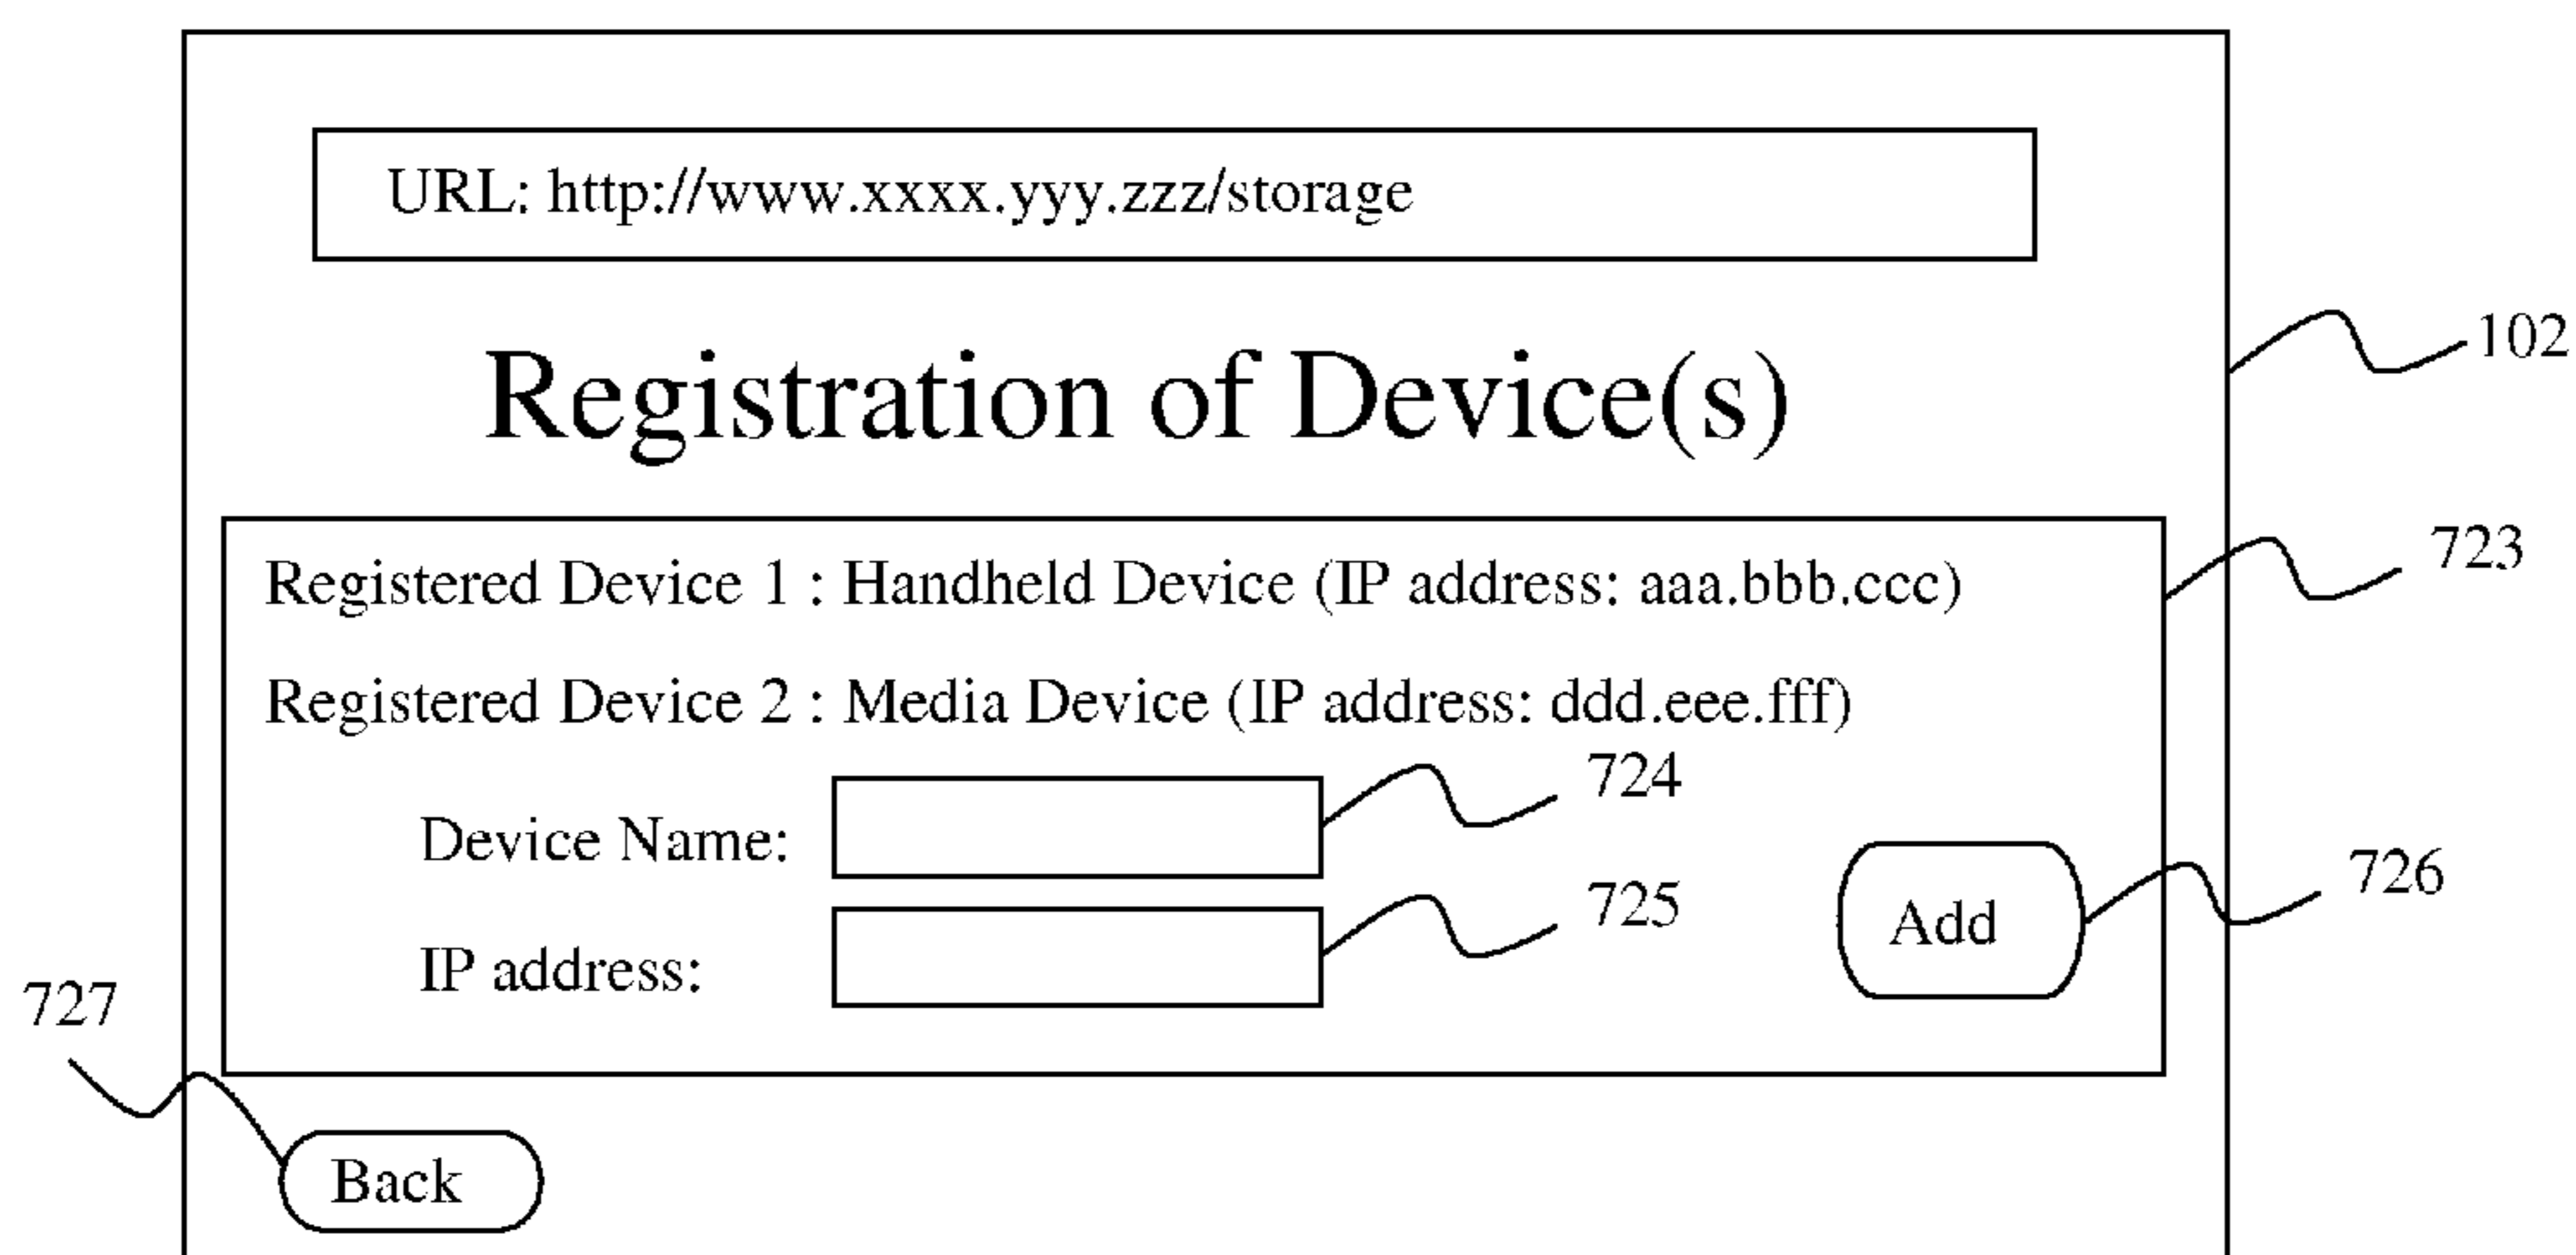 URL: http://www.xxxx.yyy.zzz/storage
102
Registration of Device(s)
723
Registered Device 1 : Handheld Device (IP address: aaa.bbb.ccc)
Registered Device 2 : Media Device (IP address: ddd.eee.fff)
724
Device Name:
726
725
Add
IP address:
727
Back